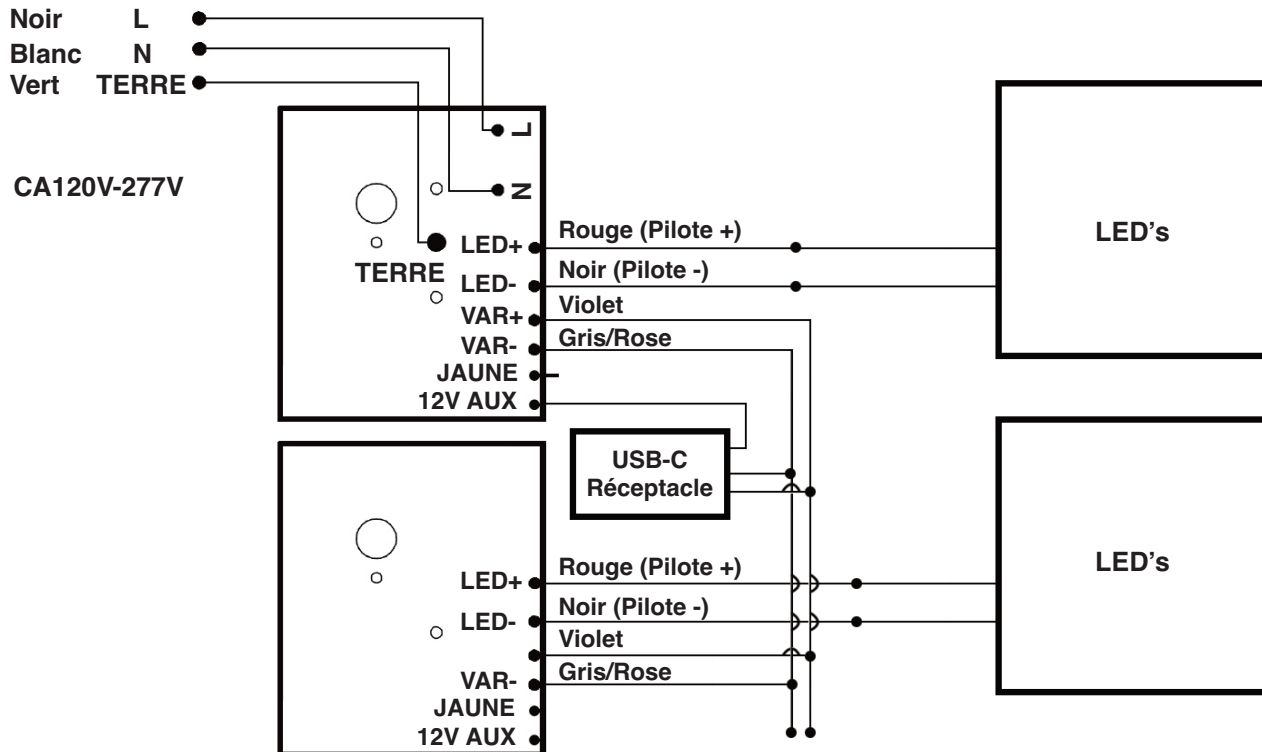 Noir L
Blanc N
Vert TERRE
CA120V-277V
L
N
TERRE
LED+
LED-
VAR+
VAR-
JAUNE
12V AUX
Rouge (Pilote +)
Noir (Pilote -)
Violet
Gris/Rose
LED's
USB-C
Réceptacle
LED+
LED-
VAR-
JAUNE
12V AUX
Rouge (Pilote +)
Noir (Pilote -)
Violet
Gris/Rose
LED's